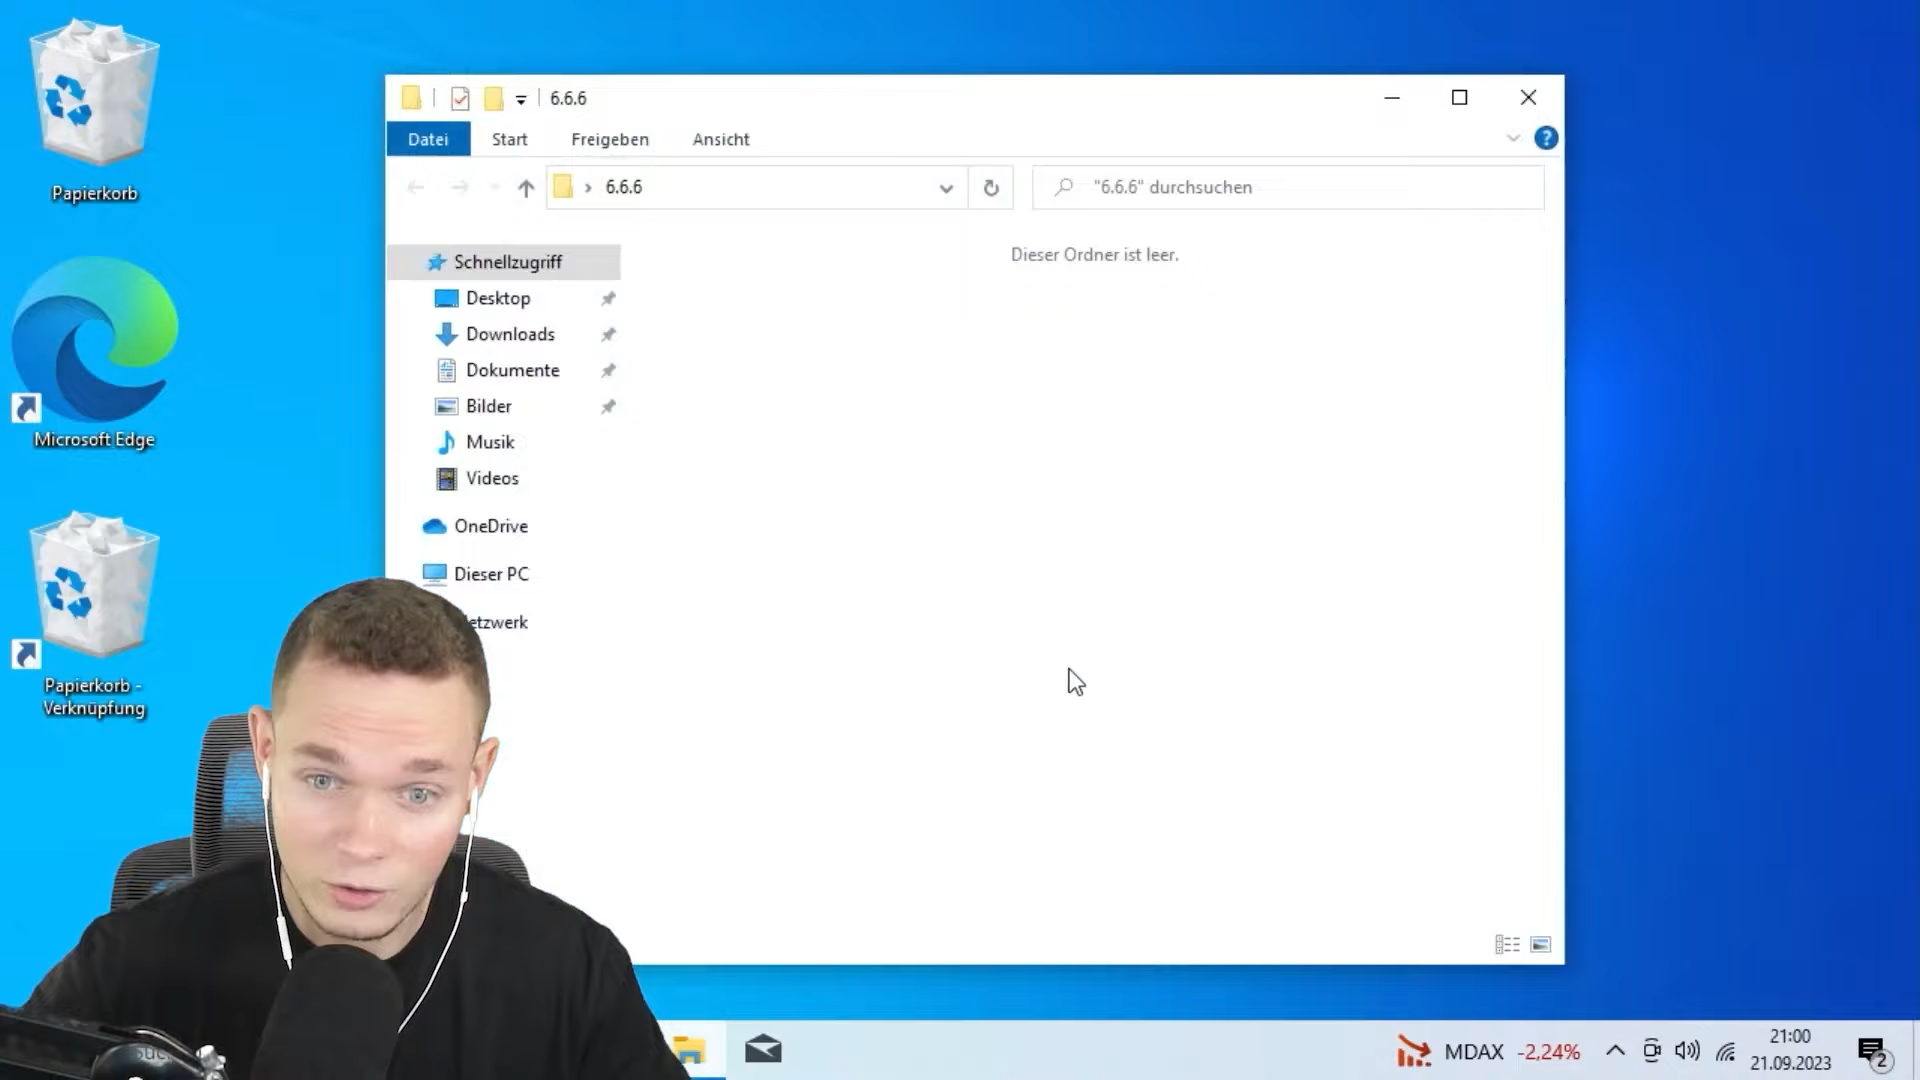 Papierkorb
Microsoft Edge
Papierkorb -
Verknüpfung
6.6.6
Datei
Start
Freigeben
Ansicht
?
6.6.6
"6.6.6" durchsuchen
Schnellzugriff
Desktop
Downloads
Dokumente
Bilder
Musik
Videos
OneDrive
Dieser PC
etzwerk
Dieser Ordner ist leer.
MDAX -2,24%
21:00
21.09.2023
2